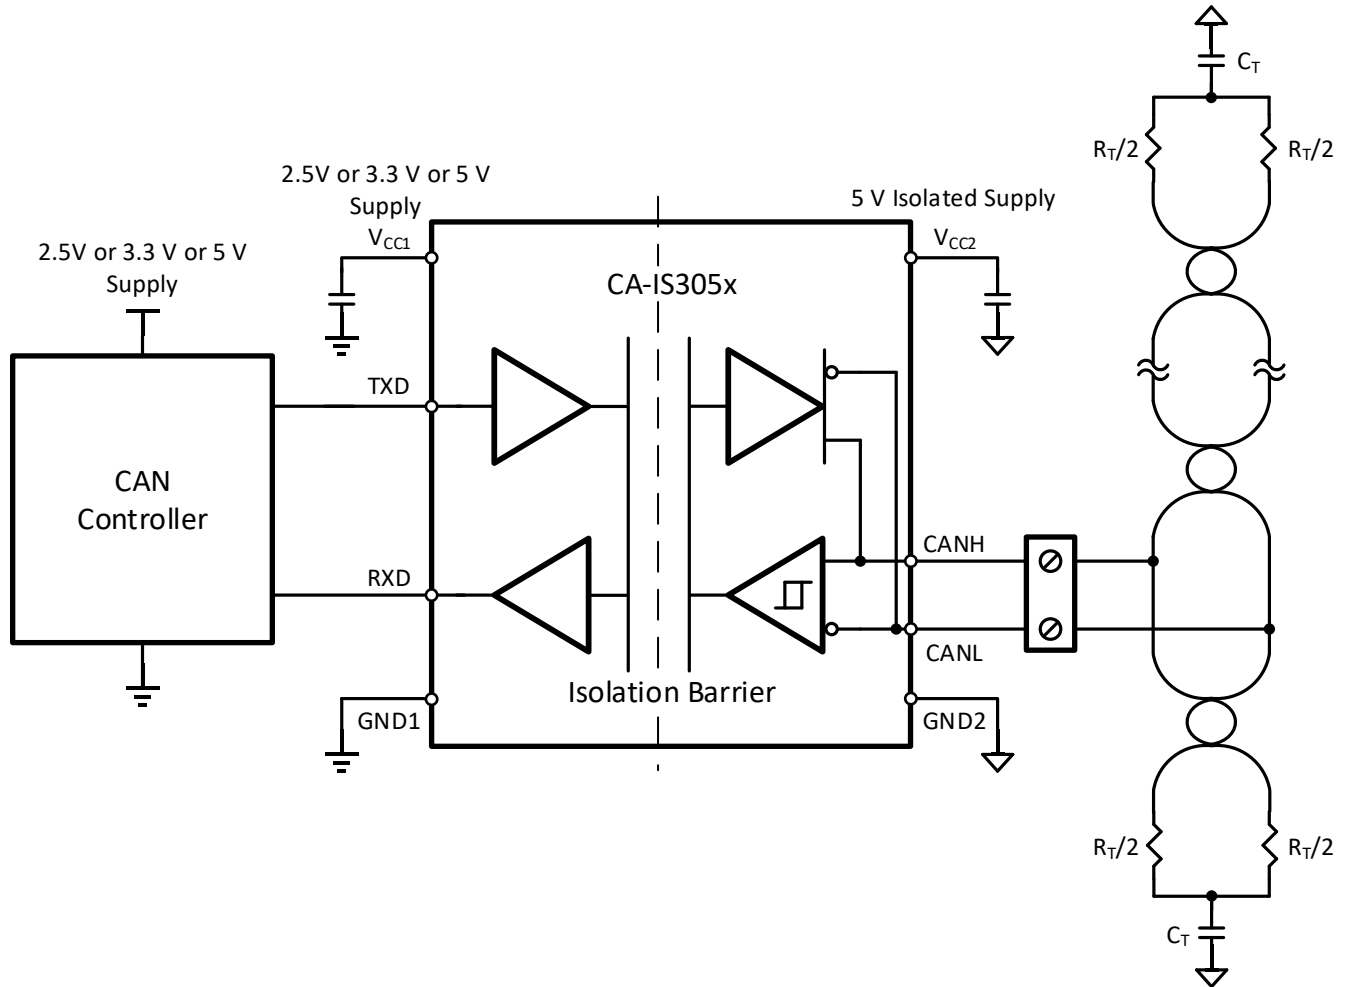 C_T
R_T/2
R_T/2
2.5V or 3.3 V or 5 V
Supply
5 V Isolated Supply
V_CC1
V_CC2
2.5V or 3.3 V or 5 V
Supply
CA-IS305x
TXD
CAN
Controller
CANH
RXD
CANL
Isolation Barrier
GND1
GND2
R_T/2
R_T/2
C_T